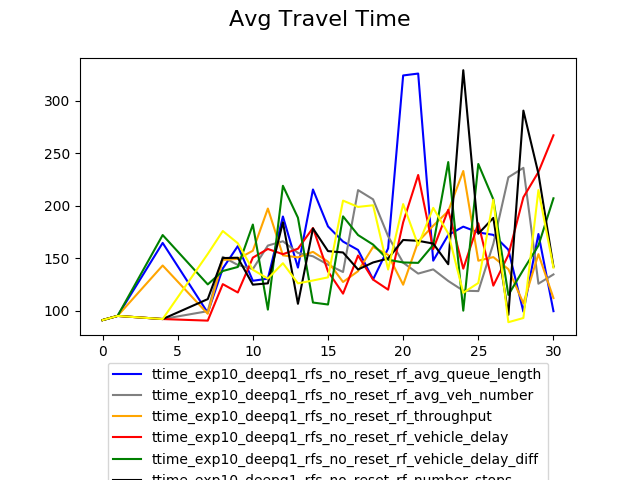 Avg Travel Time
300
250
200
150
100
0 5 10 15 20 25 30
ttime_exp10_deepq1_rfs_no_reset_rf_avg_queue_length
ttime_exp10_deepq1_rfs_no_reset_rf_avg_veh_number
ttime_exp10_deepq1_rfs_no_reset_rf_throughput
ttime_exp10_deepq1_rfs_no_reset_rf_vehicle_delay
ttime_exp10_deepq1_rfs_no_reset_rf_vehicle_delay_diff
ttime_exp10_deepq1_rfs_no_reset_rf_number_stops